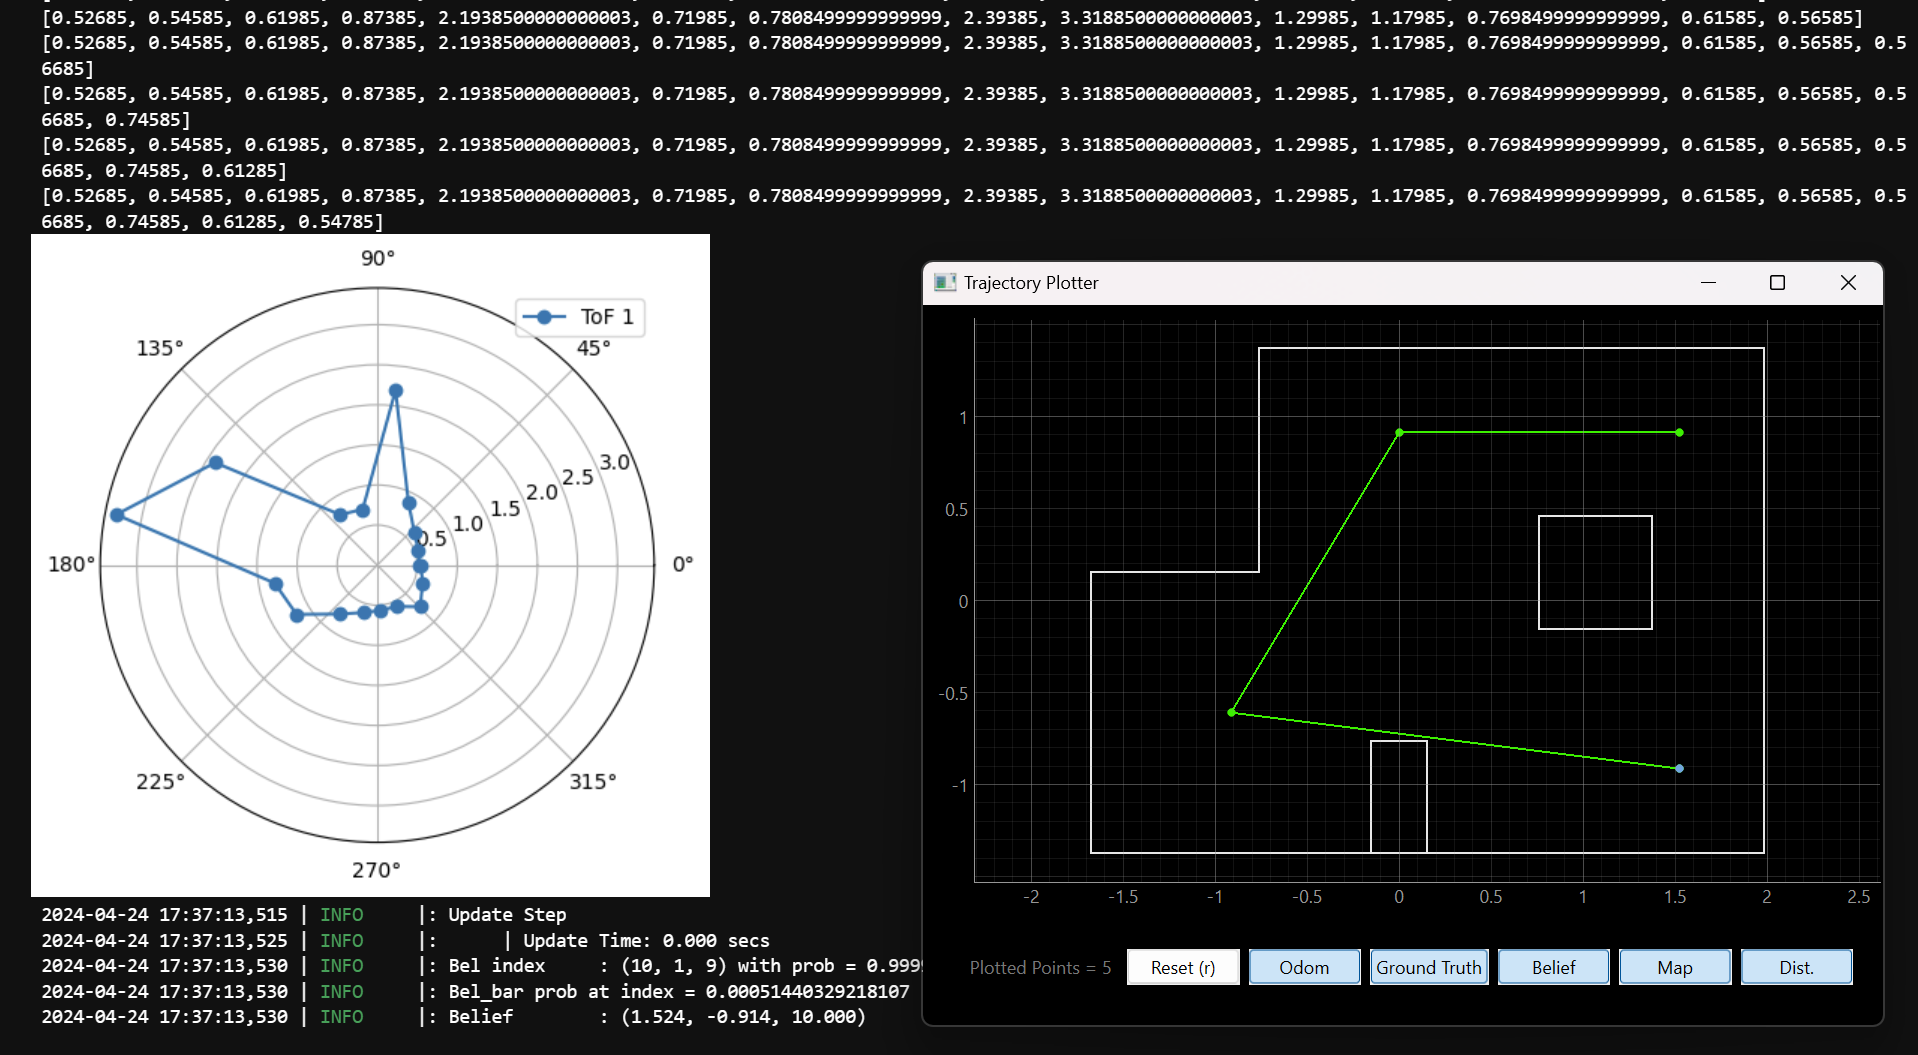 [0.52685, 0.54585, 0.61985, 0.87385, 2.1938500000000003, 0.71985, 0.7808499999999999, 2.39385, 3.3188500000000003, 1.29985, 1.17985, 0.7698499999999999, 0.61585, 0.56585]
[0.52685, 0.54585, 0.61985, 0.87385, 2.1938500000000003, 0.71985, 0.7808499999999999, 2.39385, 3.3188500000000003, 1.29985, 1.17985, 0.7698499999999999, 0.61585, 0.56585, 0.5
6685]
[0.52685, 0.54585, 0.61985, 0.87385, 2.1938500000000003, 0.71985, 0.7808499999999999, 2.39385, 3.3188500000000003, 1.29985, 1.17985, 0.7698499999999999, 0.61585, 0.56585, 0.5
6685, 0.74585]
[0.52685, 0.54585, 0.61985, 0.87385, 2.1938500000000003, 0.71985, 0.7808499999999999, 2.39385, 3.3188500000000003, 1.29985, 1.17985, 0.7698499999999999, 0.61585, 0.56585, 0.5
6685, 0.74585, 0.61285]
[0.52685, 0.54585, 0.61985, 0.87385, 2.1938500000000003, 0.71985, 0.7808499999999999, 2.39385, 3.3188500000000003, 1.29985, 1.17985, 0.7698499999999999, 0.61585, 0.56585, 0.5
6685, 0.74585, 0.61285, 0.54785]
90°
ToF 1
135°
45°
3.0
2.5
2.0
1.5
1.0
0.5
180°
0°
225°
315°
270°
Trajectory Plotter
1
0.5
0
-0.5
-1
-2 -1.5 -1 -0.5 0 0.5 1 1.5 2 2.5
Plotted Points = 5 Reset (r) Odom Ground Truth Belief Map Dist.
2024-04-24 17:37:13,515 | INFO |: Update Step
2024-04-24 17:37:13,525 | INFO |: | Update Time: 0.000 secs
2024-04-24 17:37:13,530 | INFO |: Bel index : (10, 1, 9) with prob = 0.999
2024-04-24 17:37:13,530 | INFO |: Bel_bar prob at index = 0.00051440329218107
2024-04-24 17:37:13,530 | INFO |: Belief : (1.524, -0.914, 10.000)